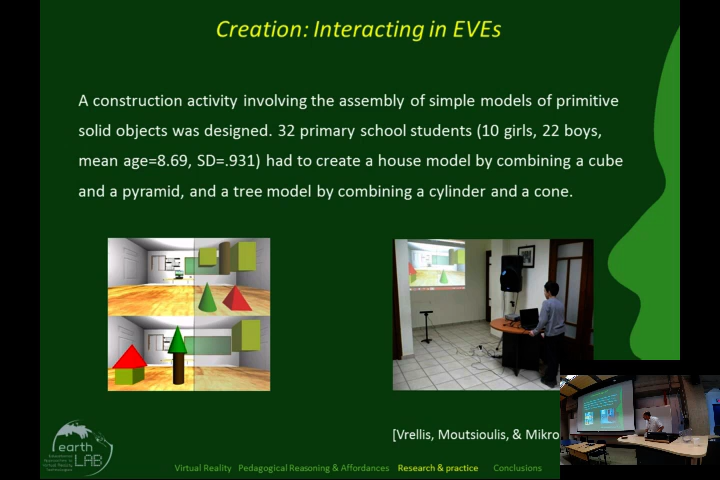 Creation: Interacting in EVEs
A construction activity involving the assembly of simple models of primitive
solid objects was designed. 32 primary school students (10 girls, 22 boys,
mean age=8.69, SD=.931) had to create a house model by combining a cube
and a pyramid, and a tree model by combining a cylinder and a cone.
[Vrellis, Moutsioulis, & Mikro
earth
LAB
Virtual Reality Pedagogical Reasoning & Affordances Research & practice Conclusions